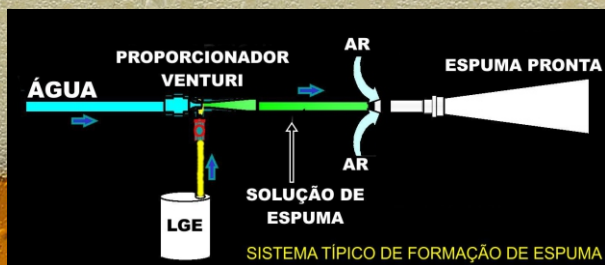 ÁGUA
PROPORCIONADOR
VENTURI
AR
ESPUMA PRONTA
AR
SOLUÇÃO DE
ESPUMA
LGE
SISTEMA TÍPICO DE FORMAÇÃO DE ESPUMA